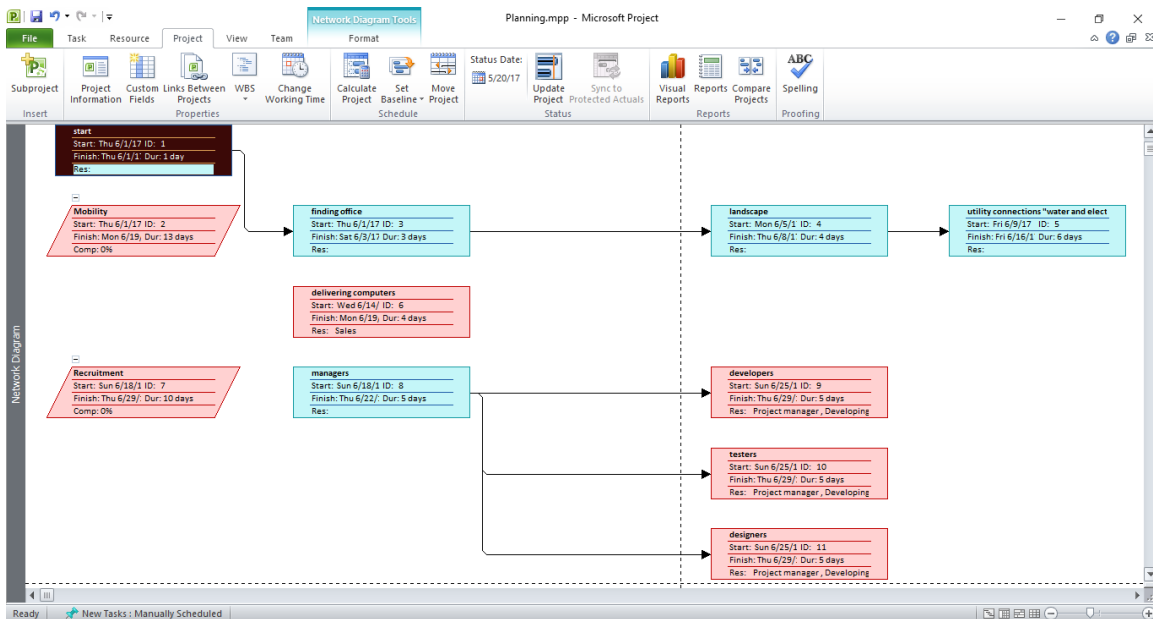 Network Diagram Tools
Planning.mpp - Microsoft Project
File Task Resource Project View Team Format
Subproject
Project Information
Custom Fields
Links Between Projects
WBS
Change Working Time
Calculate Project
Set Baseline
Move Project
Status Date:
5/20/17
Update Project
Sync to Protected Actuals
Visual Reports
Reports
Compare Projects
ABC
Spelling
Insert Properties Schedule Status Reports Proofing
start
Start: Thu 6/1/17 ID: 1
Finish: Thu 6/1/1 Dur: 1 day
Res:
Mobility
Start: Thu 6/1/17 ID: 2
Finish: Mon 6/19, Dur: 13 days
Comp: 0%
finding office
Start: Thu 6/1/17 ID: 3
Finish: Sat 6/3/17 Dur: 3 days
Res:
landscape
Start: Mon 6/5/1 ID: 4
Finish: Thu 6/8/1 Dur: 4 days
Res:
utility connections "water and elect
Start: Fri 6/9/17 ID: 5
Finish: Fri 6/16/1 Dur: 6 days
Res:
delivering computers
Start: Wed 6/14/ ID: 6
Finish: Mon 6/19, Dur: 4 days
Res: Sales
Recruitment
Start: Sun 6/18/1 ID: 7
Finish: Thu 6/29/ Dur: 10 days
Comp: 0%
managers
Start: Sun 6/18/1 ID: 8
Finish: Thu 6/22/ Dur: 5 days
Res:
developers
Start: Sun 6/25/1 ID: 9
Finish: Thu 6/29/ Dur: 5 days
Res: Project manager , Developing
testers
Start: Sun 6/25/1 ID: 10
Finish: Thu 6/29/ Dur: 5 days
Res: Project manager , Developing
designers
Start: Sun 6/25/1 ID: 11
Finish: Thu 6/29/ Dur: 5 days
Res: Project manager , Developing
Network Diagram
Ready New Tasks : Manually Scheduled